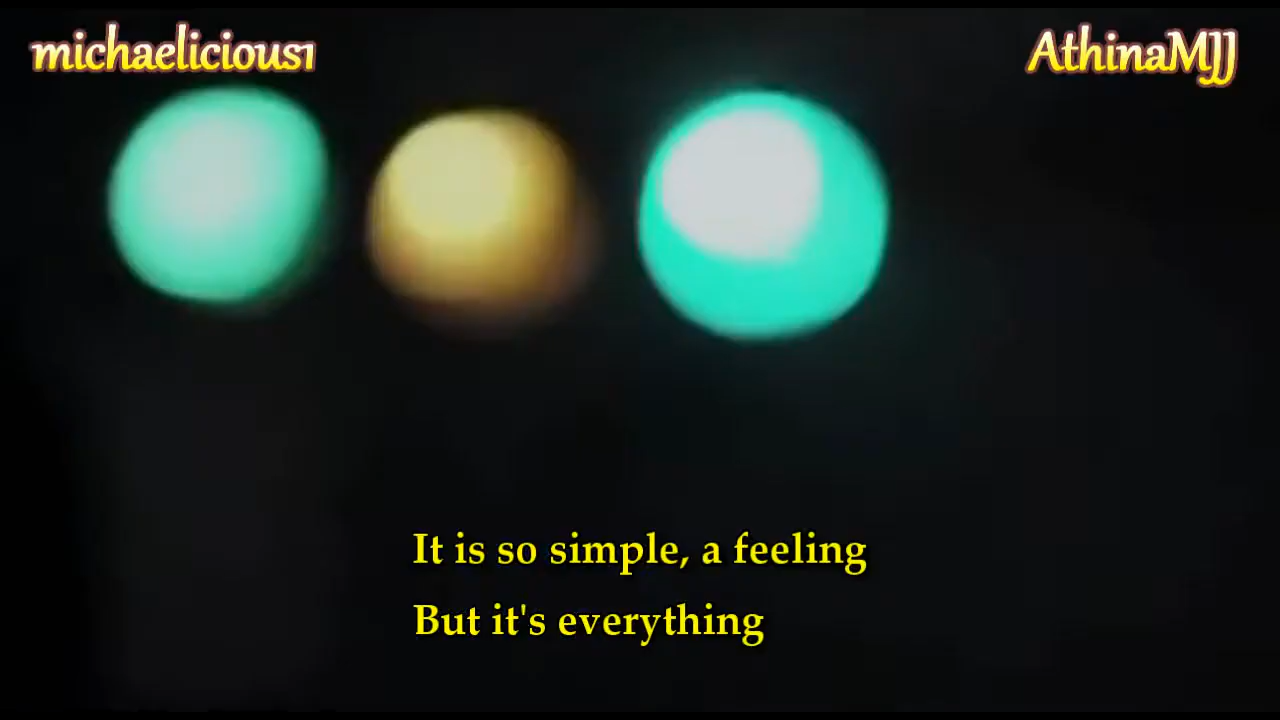 michaelicious1
AthinaMJJ
It is so simple, a feeling
But it's everything